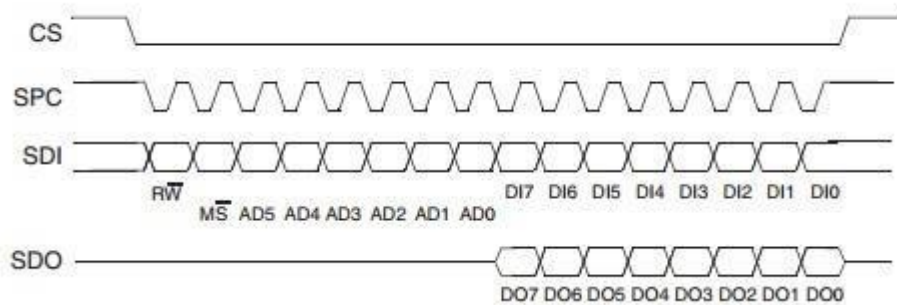 CS
SPC
SDI
RW̅ DI7 DI6 DI5 DI4 DI3 DI2 DI1 DI0
MS̅ AD5 AD4 AD3 AD2 AD1 AD0
SDO
DO7 DO6 DO5 DO4 DO3 DO2 DO1 DO0